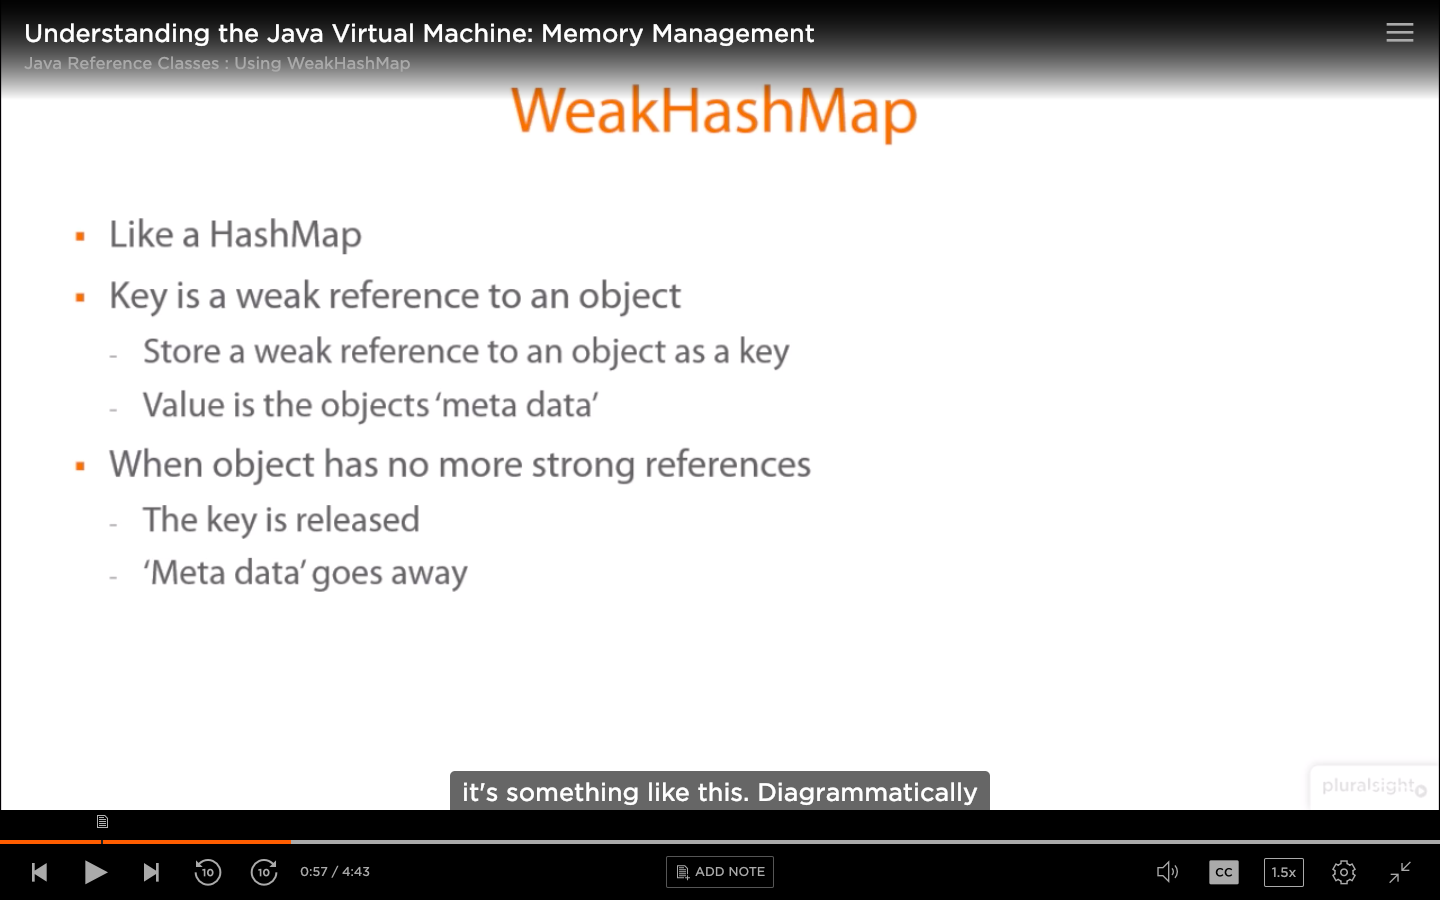 Understanding the Java Virtual Machine: Memory Management
Java Reference Classes : Using WeakHashMap
WeakHashMap
▪ Like a HashMap
▪ Key is a weak reference to an object
- Store a weak reference to an object as a key
- Value is the objects ‘meta data’
▪ When object has no more strong references
- The key is released
- ‘Meta data’ goes away
it's something like this. Diagrammatically
pluralsight
10
10
0:57 / 4:43
ADD NOTE
CC
1.5x